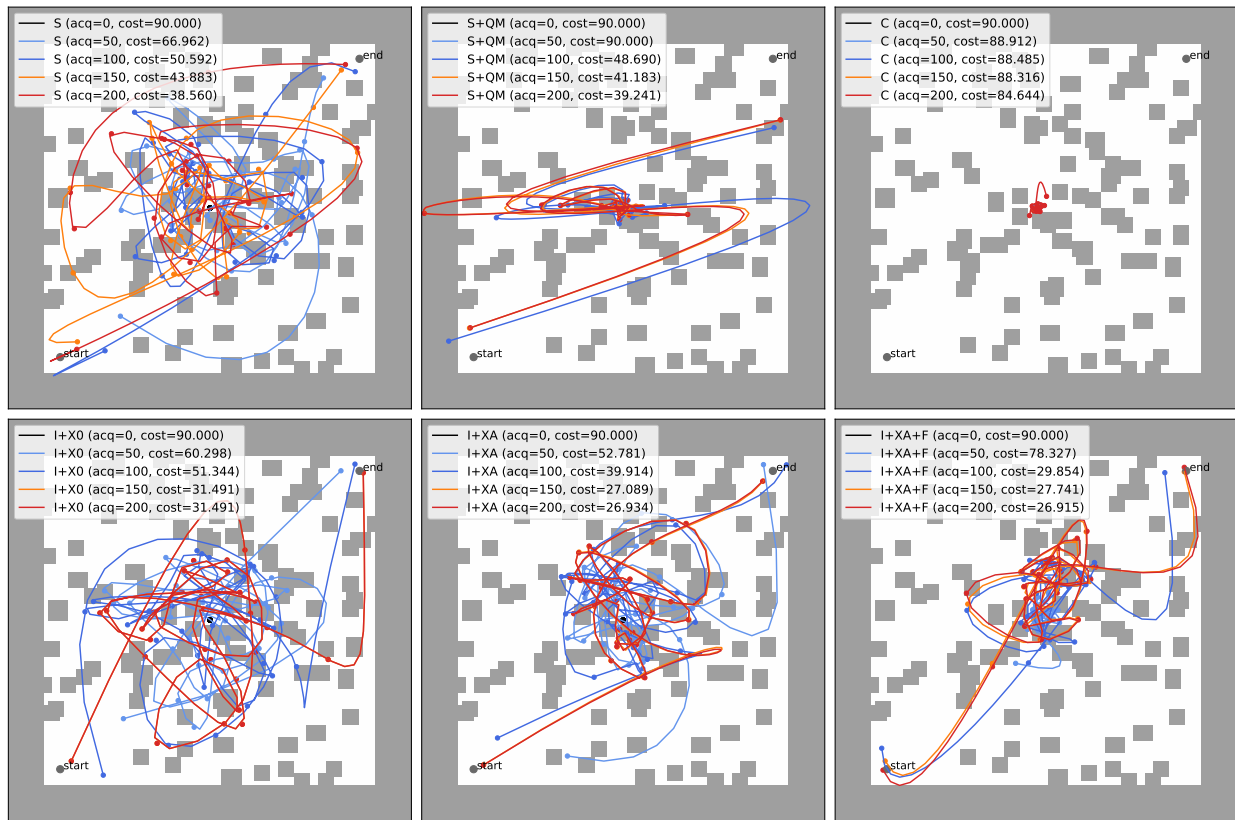 S (acq=0, cost=90.000)
S (acq=50, cost=66.962)
S (acq=100, cost=50.592)
S (acq=150, cost=43.883)
S (acq=200, cost=38.560)
end
start
S+QM (acq=0, cost=90.000)
S+QM (acq=50, cost=90.000)
S+QM (acq=100, cost=48.690)
S+QM (acq=150, cost=41.183)
S+QM (acq=200, cost=39.241)
end
start
C (acq=0, cost=90.000)
C (acq=50, cost=88.912)
C (acq=100, cost=88.485)
C (acq=150, cost=88.316)
C (acq=200, cost=84.644)
end
start
I+X0 (acq=0, cost=90.000)
I+X0 (acq=50, cost=60.298)
I+X0 (acq=100, cost=51.344)
I+X0 (acq=150, cost=31.491)
I+X0 (acq=200, cost=31.491)
end
start
I+XA (acq=0, cost=90.000)
I+XA (acq=50, cost=52.781)
I+XA (acq=100, cost=39.914)
I+XA (acq=150, cost=27.089)
I+XA (acq=200, cost=26.934)
end
start
I+XA+F (acq=0, cost=90.000)
I+XA+F (acq=50, cost=78.327)
I+XA+F (acq=100, cost=29.854)
I+XA+F (acq=150, cost=27.741)
I+XA+F (acq=200, cost=26.915)
end
start